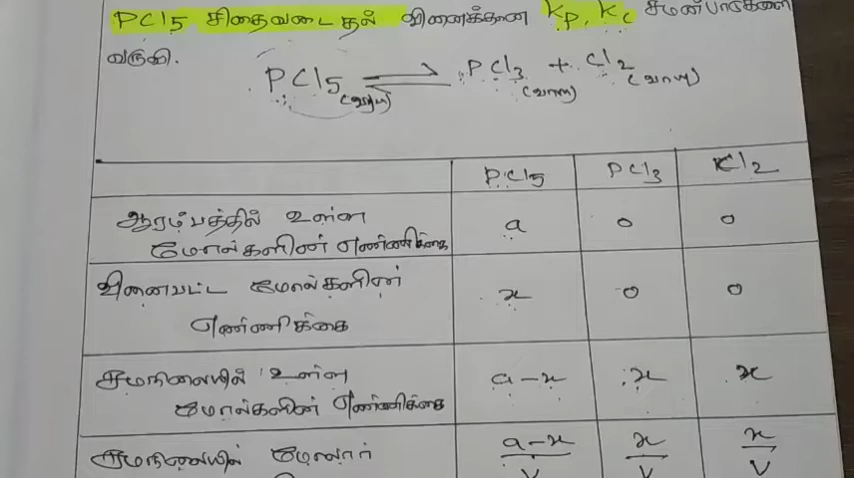 PCl5 சிதைவடைதல் வினைக்கான Kp, Kc சமன்பாடுகளை
வருவி.
PCl5 ⇌ PCl3 + Cl2
(வாயு) (வாயு) (வாயு)
PCl5 PCl3 Cl2
ஆரம்பத்தில் உள்ள
மோல்களின் எண்ணிக்கை a 0 0
வினைபட்ட மோல்களின்
எண்ணிக்கை x 0 0
சமநிலையில் உள்ள
மோல்களின் எண்ணிக்கை a-x x x
சமநிலையில் மோலார் a-x/V x/V x/V